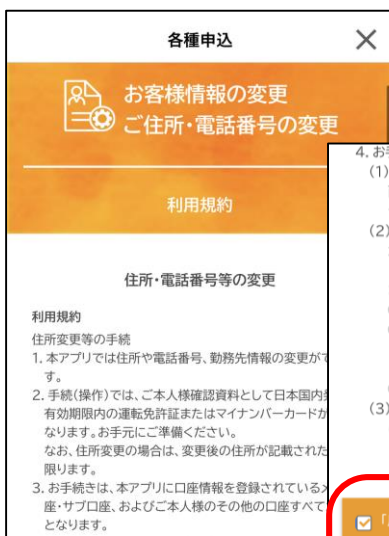 各種申込
お客様情報の変更
ご住所・電話番号の変更
利用規約
住所・電話番号等の変更
利用規約
住所変更等の手続
1. 本アプリでは住所や電話番号、勤務先情報の変更がで
す。
2. 手続(操作)では、ご本人様確認資料として日本国内
有効期限内の運転免許証またはマイナンバーカードが
なります。お手元にご準備ください。
なお、住所変更の場合は、変更後の住所が記載された
限ります。
3. お手続きは、本アプリに口座情報を登録されている
座・サブ口座、およびご本人様のその他の口座すべて
となります。
4. お
(1)
(2)
(3)